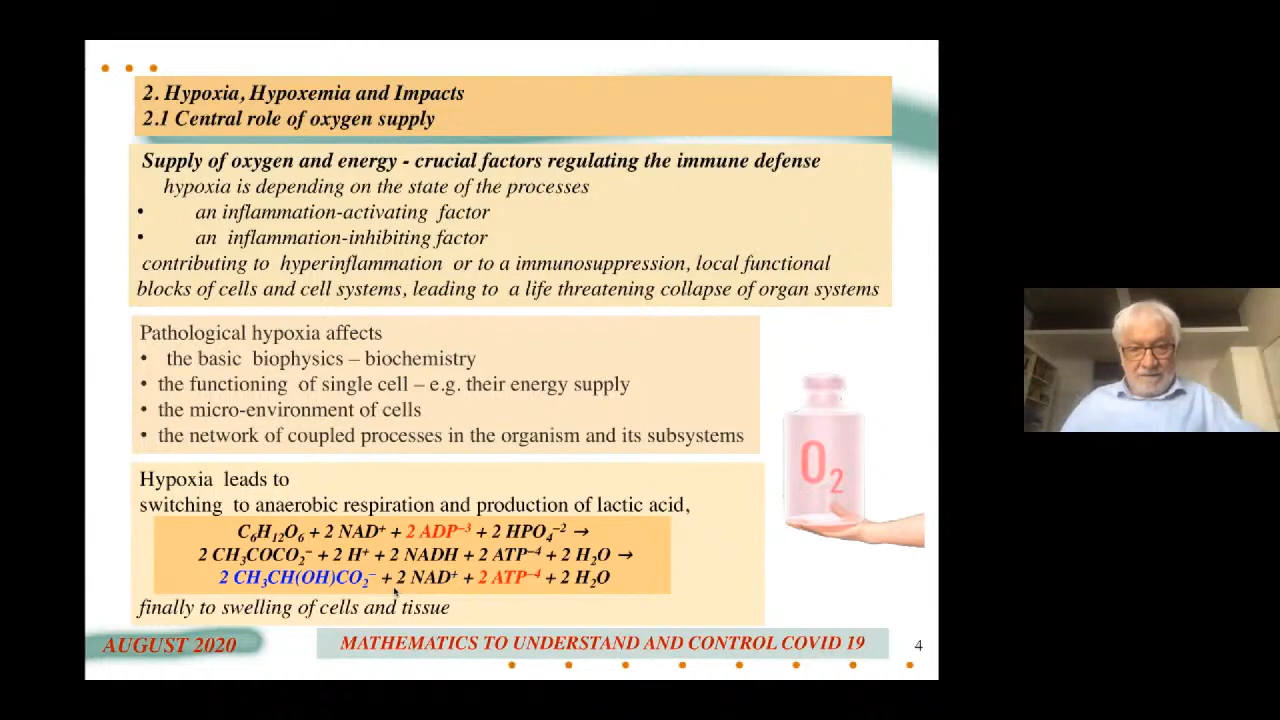 2. Hypoxia, Hypoxemia and Impacts
2.1 Central role of oxygen supply
Supply of oxygen and energy - crucial factors regulating the immune defense
hypoxia is depending on the state of the processes
• an inflammation-activating factor
• an inflammation-inhibiting factor
contributing to hyperinflammation or to a immunosuppression, local functional
blocks of cells and cell systems, leading to a life threatening collapse of organ systems
Pathological hypoxia affects
• the basic biophysics – biochemistry
• the functioning of single cell – e.g. their energy supply
• the micro-environment of cells
• the network of coupled processes in the organism and its subsystems
O₂
Hypoxia leads to
switching to anaerobic respiration and production of lactic acid,
C₆H₁₂O₆ + 2 NAD⁺ + 2 ADP⁻³ + 2 HPO₄⁻² →
2 CH₃COCO₂⁻ + 2 H⁺ + 2 NADH + 2 ATP⁻⁴ + 2 H₂O →
2 CH₃CH(OH)CO₂⁻ + 2 NAD⁺ + 2 ATP⁻⁴ + 2 H₂O
finally to swelling of cells and tissue
AUGUST 2020
MATHEMATICS TO UNDERSTAND AND CONTROL COVID 19
4